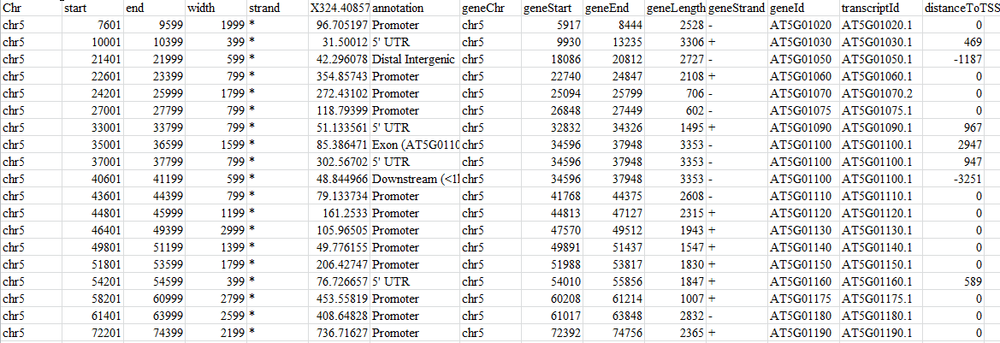 Chr start end width strand X324.40857 annotation geneChr geneStart geneEnd geneLength geneStrand geneId transcriptId distanceToTSS
chr5 7601 9599 1999 * 96.705197 Promoter chr5 5917 8444 2528 - AT5G01020 AT5G01020.1 0
chr5 10001 10399 399 * 31.50012 5' UTR chr5 9930 13235 3306 + AT5G01030 AT5G01030.1 469
chr5 21401 21999 599 * 42.296078 Distal Intergenic chr5 18086 20812 2727 - AT5G01050 AT5G01050.1 -1187
chr5 22601 23399 799 * 354.85743 Promoter chr5 22740 24847 2108 + AT5G01060 AT5G01060.1 0
chr5 24201 25999 1799 * 272.43102 Promoter chr5 25094 25799 706 - AT5G01070 AT5G01070.2 0
chr5 27001 27799 799 * 118.79399 Promoter chr5 26848 27449 602 - AT5G01075 AT5G01075.1 0
chr5 33001 33799 799 * 51.133561 5' UTR chr5 32832 34326 1495 + AT5G01090 AT5G01090.1 967
chr5 35001 36599 1599 * 85.386471 Exon (AT5G0110 chr5 34596 37948 3353 - AT5G01100 AT5G01100.1 2947
chr5 37001 37799 799 * 302.56702 5' UTR chr5 34596 37948 3353 - AT5G01100 AT5G01100.1 947
chr5 40601 41199 599 * 48.844966 Downstream (<1 chr5 34596 37948 3353 - AT5G01100 AT5G01100.1 -3251
chr5 43601 44399 799 * 79.133734 Promoter chr5 41768 44375 2608 - AT5G01110 AT5G01110.1 0
chr5 44801 45999 1199 * 161.2533 Promoter chr5 44813 47127 2315 + AT5G01120 AT5G01120.1 0
chr5 46401 49399 2999 * 105.96505 Promoter chr5 47570 49512 1943 + AT5G01130 AT5G01130.1 0
chr5 49801 51199 1399 * 49.776155 Promoter chr5 49891 51437 1547 + AT5G01140 AT5G01140.1 0
chr5 51801 53599 1799 * 206.42747 Promoter chr5 51988 53817 1830 + AT5G01150 AT5G01150.1 0
chr5 54201 54599 399 * 76.726657 5' UTR chr5 54010 55856 1847 + AT5G01160 AT5G01160.1 589
chr5 58201 60999 2799 * 453.55819 Promoter chr5 60208 61214 1007 + AT5G01175 AT5G01175.1 0
chr5 61401 63999 2599 * 408.64828 Promoter chr5 61017 63848 2832 - AT5G01180 AT5G01180.1 0
chr5 72201 74399 2199 * 736.71627 Promoter chr5 72392 74756 2365 + AT5G01190 AT5G01190.1 0